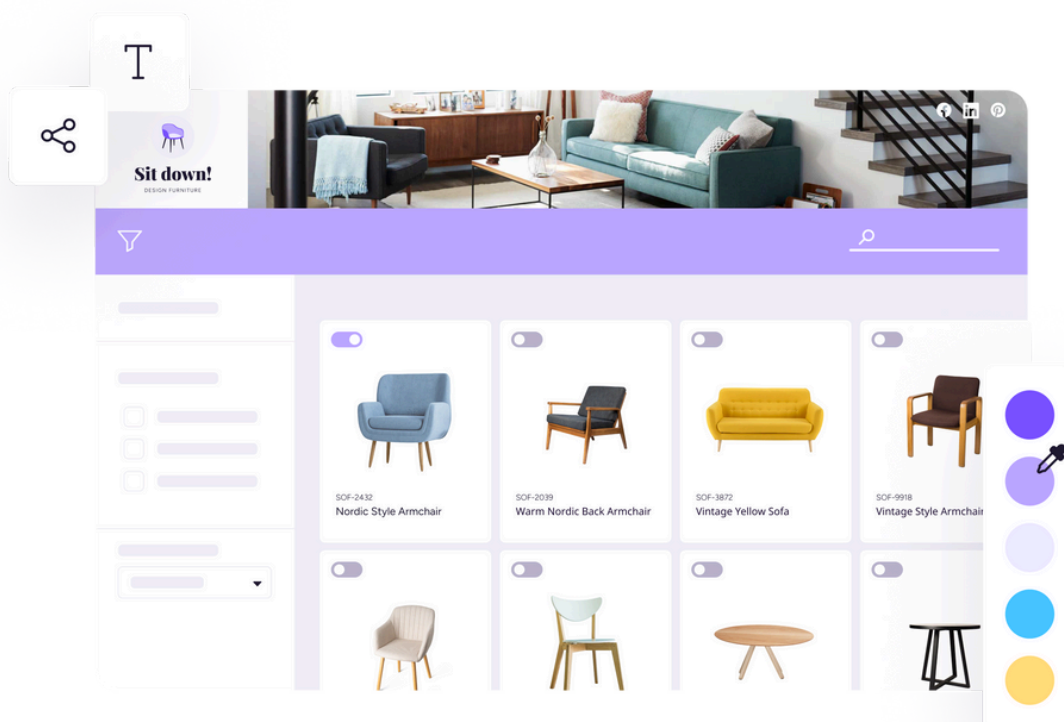 T
Sit down!
DESIGN FURNITURE
SOF-2432
Nordic Style Armchair
SOF-2039
Warm Nordic Back Armchair
SOF-3872
Vintage Yellow Sofa
SOF-9918
Vintage Style Armchair